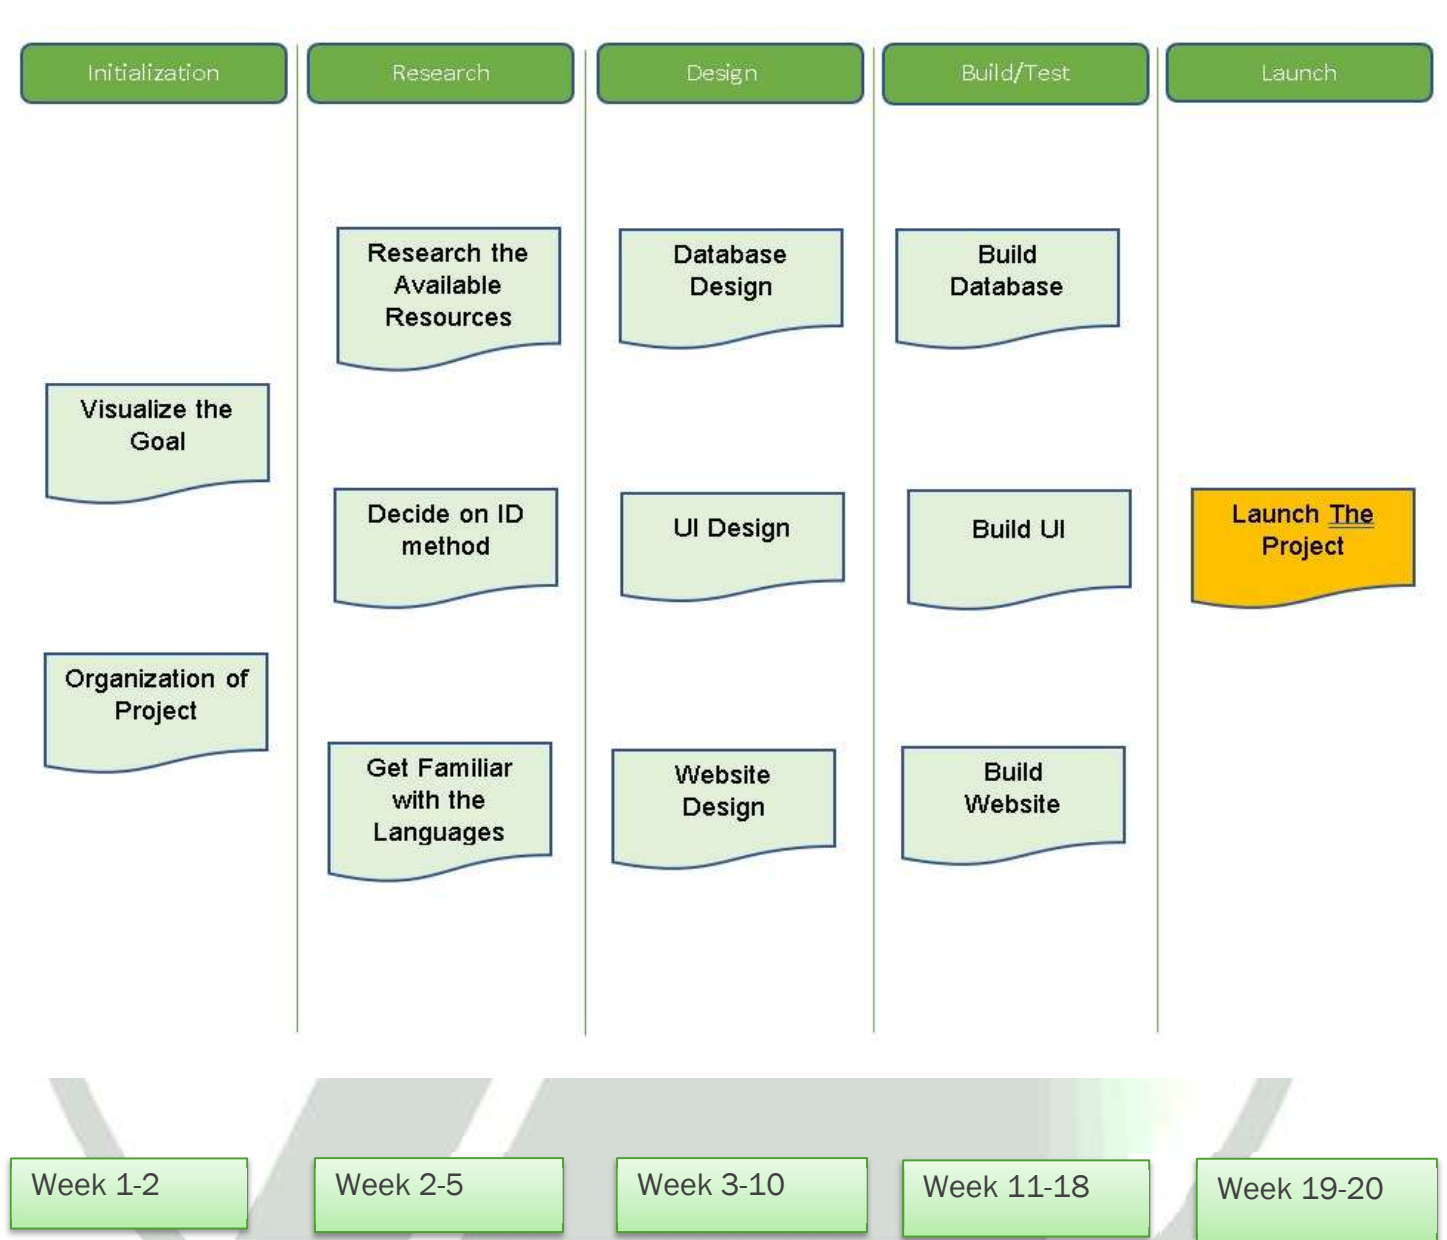 Initialization
Research
Design
Build/Test
Launch
Visualize the
Goal
Organization of
Project
Research the
Available
Resources
Decide on ID
method
Get Familiar
with the
Languages
Database
Design
UI Design
Website
Design
Build
Database
Build UI
Build
Website
Launch The
Project
Week 1-2
Week 2-5
Week 3-10
Week 11-18
Week 19-20